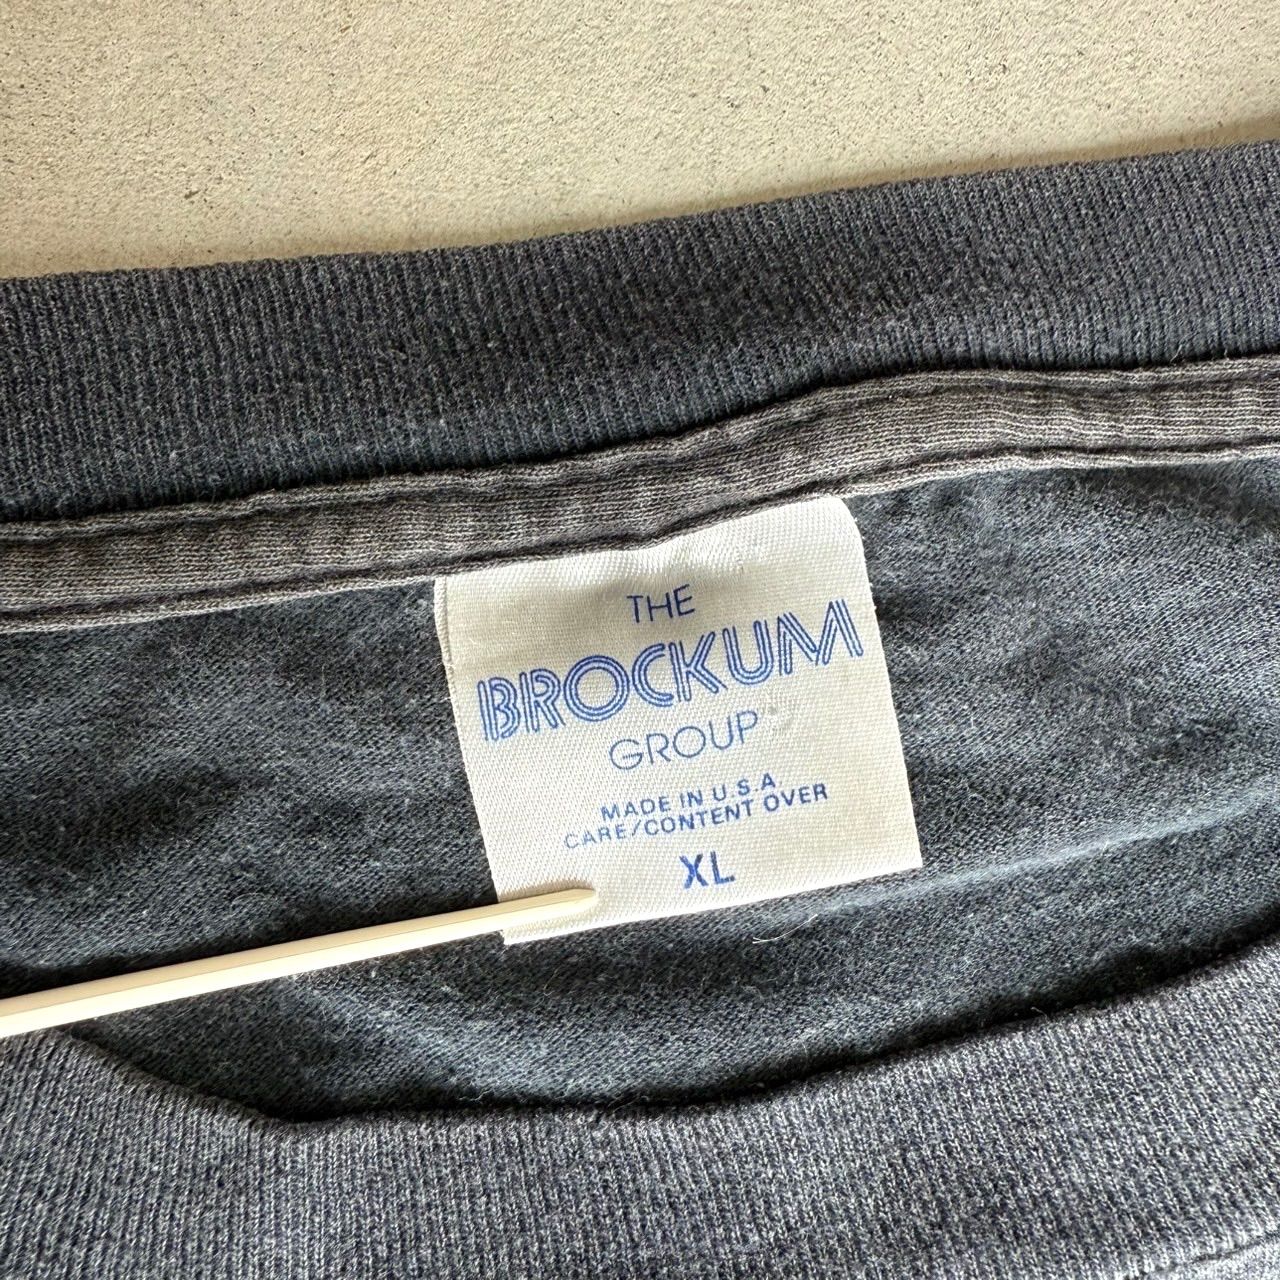 THE
BROCKUM
GROUP
MADE IN U.S.A.
CARE/CONTENT OVER
XL